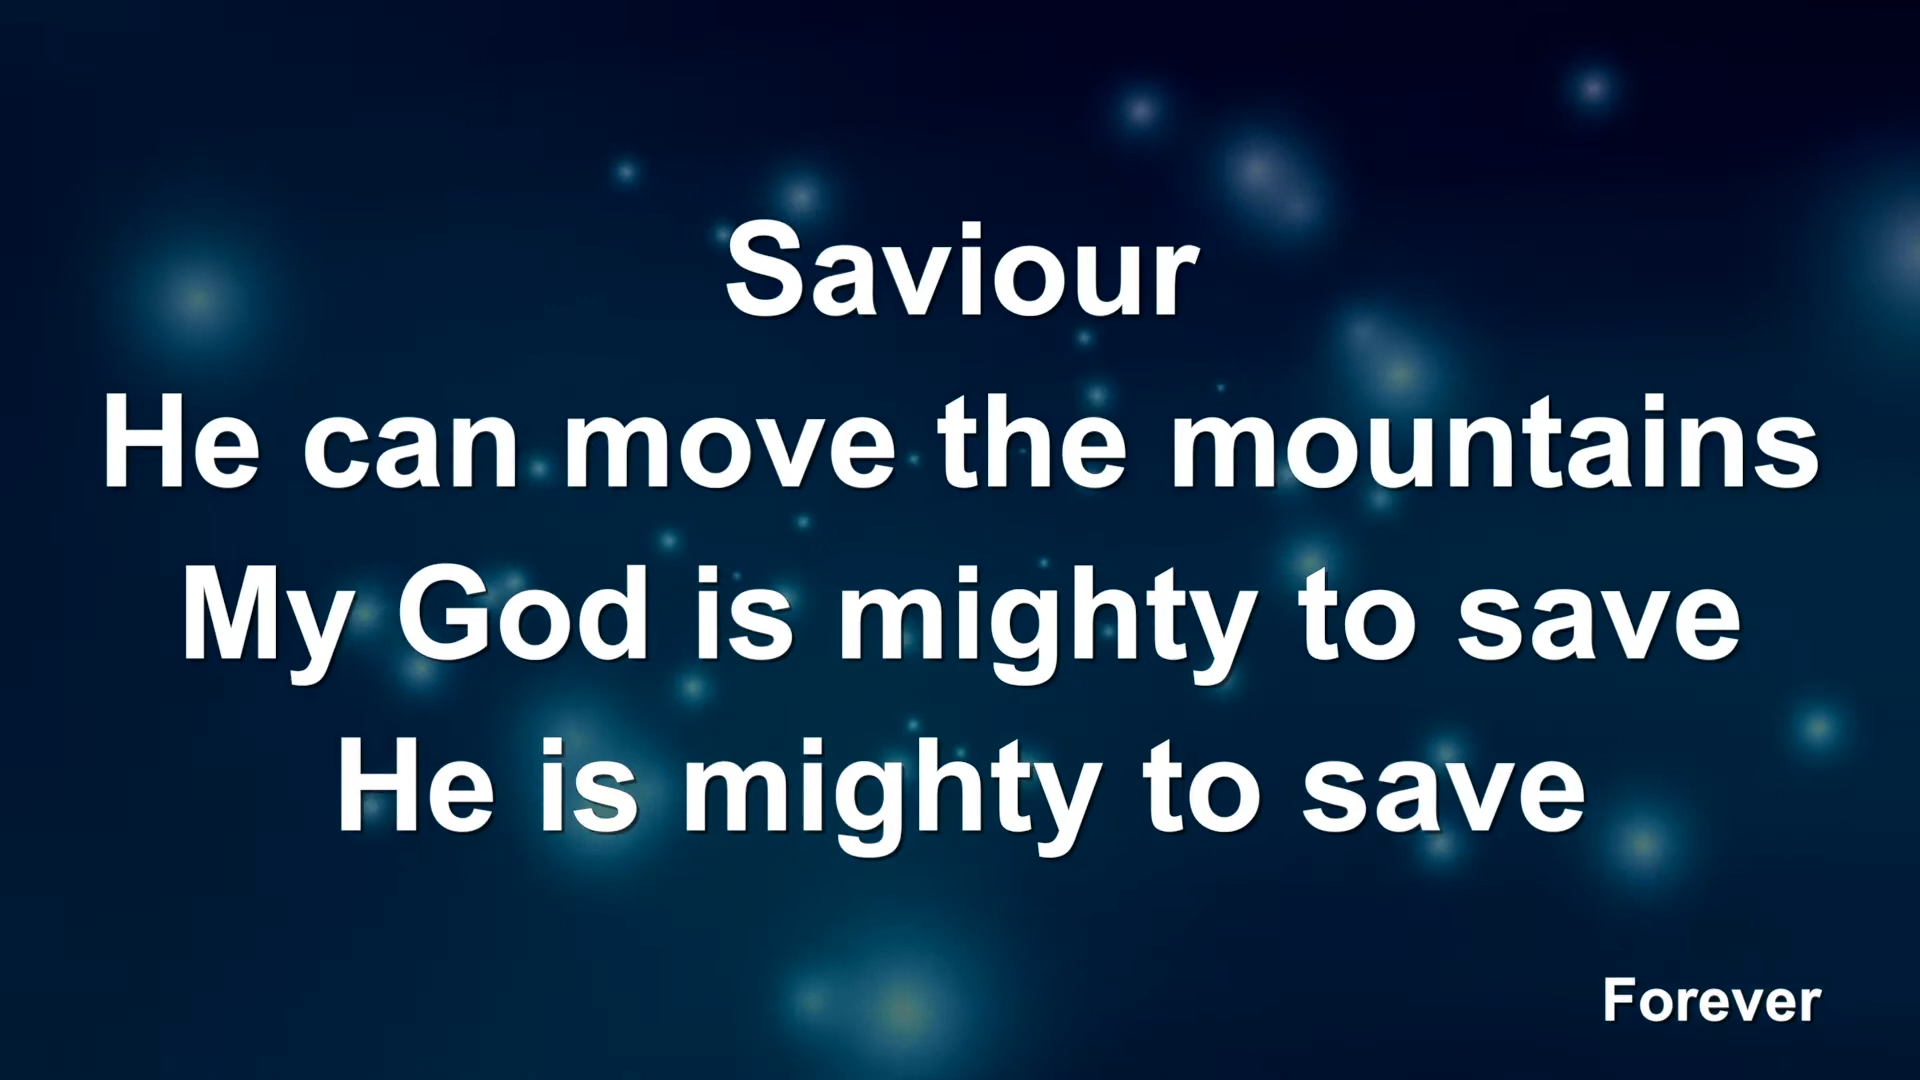 Saviour
He can move the mountains
My God is mighty to save
He is mighty to save
Forever